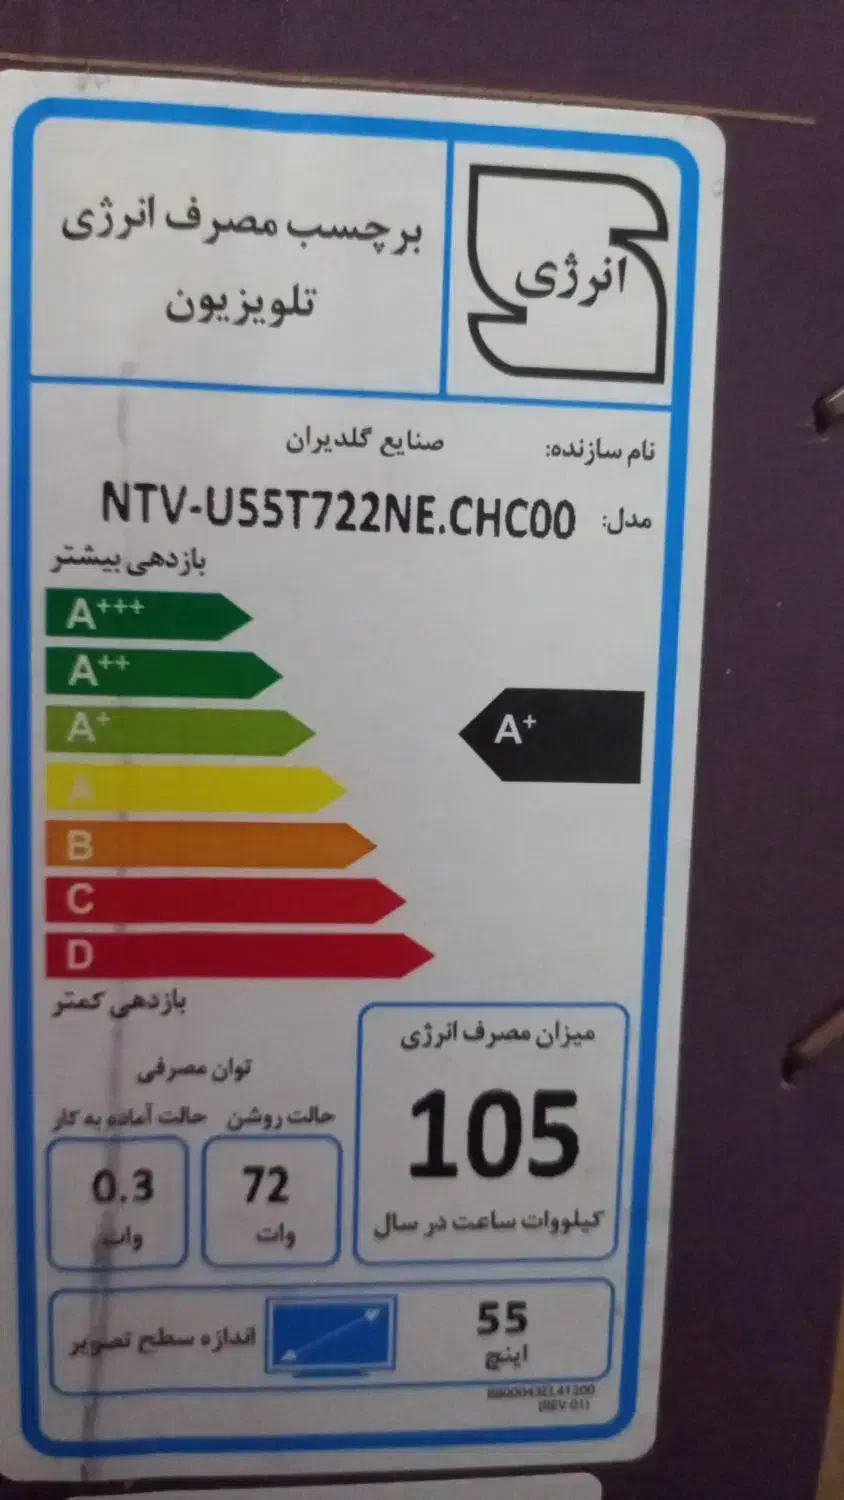 برچسب مصرف انرژی
تلویزیون
انرژی
نام سازنده: صنایع گلدیران
مدل: NTV-U55T722NE.CHC00
بازدهی بیشتر
A+++
A++
A+
A+
A
B
C
D
بازدهی کمتر
میزان مصرف انرژی
105
کیلووات ساعت در سال
توان مصرفی
حالت روشن
72
وات
حالت آماده به کار
0.3
وات
55
اینچ
اندازه سطح تصویر
(REV 01)